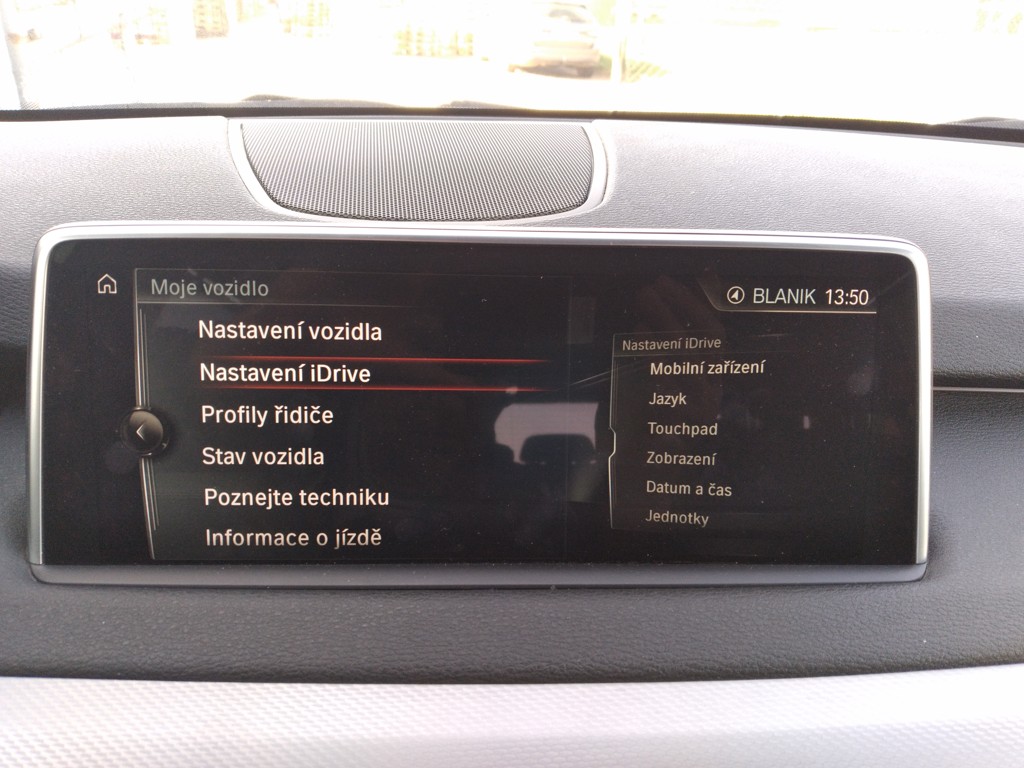 Moje vozidlo
BLANIK 13:50
Nastavení vozidla
Nastavení iDrive
Profily řidiče
Stav vozidla
Poznejte techniku
Informace o jízdě
Nastavení iDrive
Mobilní zařízení
Jazyk
Touchpad
Zobrazení
Datum a čas
Jednotky